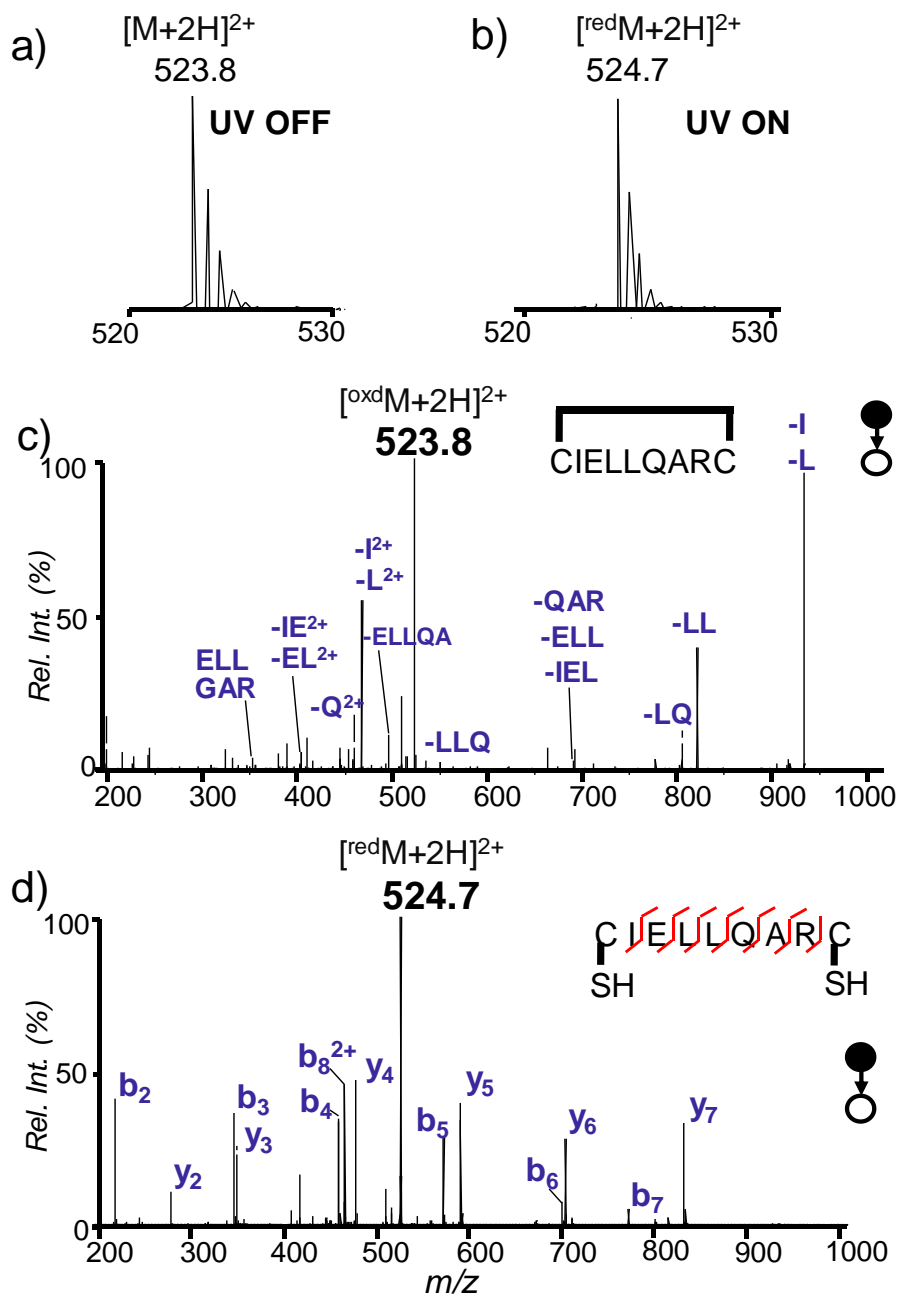 a)
[M+2H]2+
523.8
UV OFF
520
530
b)
[redM+2H]2+
524.7
UV ON
520
530
c)
[oxdM+2H]2+
523.8
CIELLQARC
-I
-L
100
50
0
Rel. Int. (%)
ELL
GAR
-IE2+
-EL2+
-Q2+
-I2+
-L2+
-ELLQA
-LLQ
-QAR
-ELL
-IEL
-LQ
-LL
200 300 400 500 600 700 800 900 1000
d)
[redM+2H]2+
524.7
C I E L L Q A R C
SH
SH
100
50
0
Rel. Int. (%)
b2
y2
b3
y3
b4
b82+
y4
b5
y5
b6
y6
b7
y7
200 300 400 500 600 700 800 900 1000
m/z